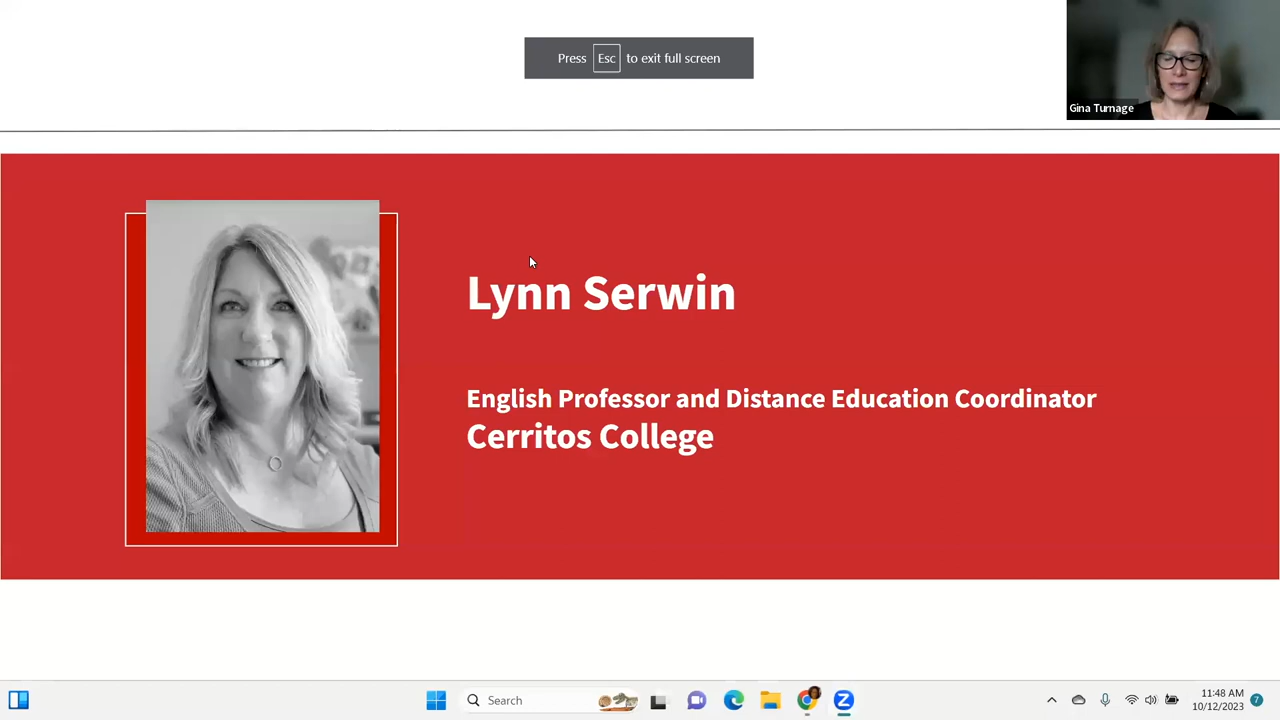 Press Esc to exit full screen
Gina Turnage
Lynn Serwin
English Professor and Distance Education Coordinator
Cerritos College
Search
11:48 AM
10/12/2023
7